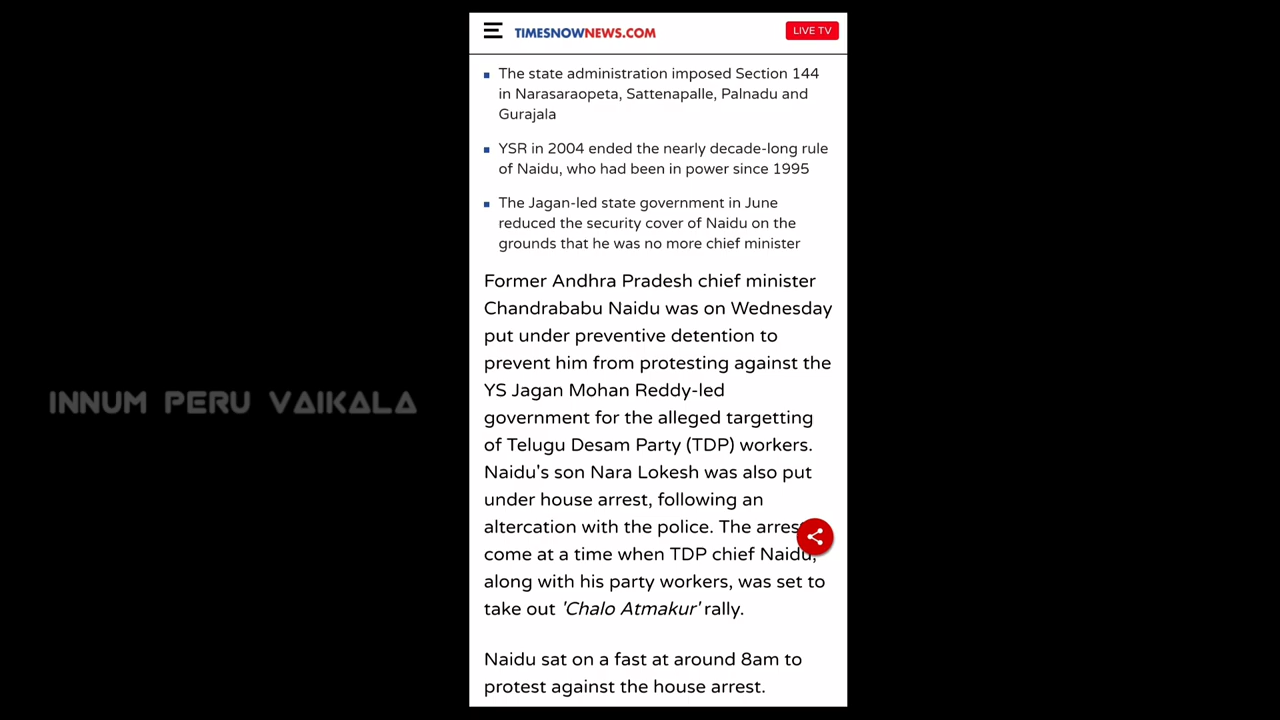 TIMESNOWNEWS.COM
LIVE TV
The state administration imposed Section 144
in Narasaraopeta, Sattenapalle, Palnadu and
Gurajala
YSR in 2004 ended the nearly decade-long rule
of Naidu, who had been in power since 1995
The Jagan-led state government in June
reduced the security cover of Naidu on the
grounds that he was no more chief minister
Former Andhra Pradesh chief minister
Chandrababu Naidu was on Wednesday
put under preventive detention to
prevent him from protesting against the
YS Jagan Mohan Reddy-led
government for the alleged targetting
of Telugu Desam Party (TDP) workers.
Naidu's son Nara Lokesh was also put
under house arrest, following an
altercation with the police. The
come at a time when TDP chief Naidu,
along with his party workers, was set to
take out 'Chalo Atmakur' rally.
Naidu sat on a fast at around 8am to
protest against the house arrest.
INNUM PERU VAIKALA